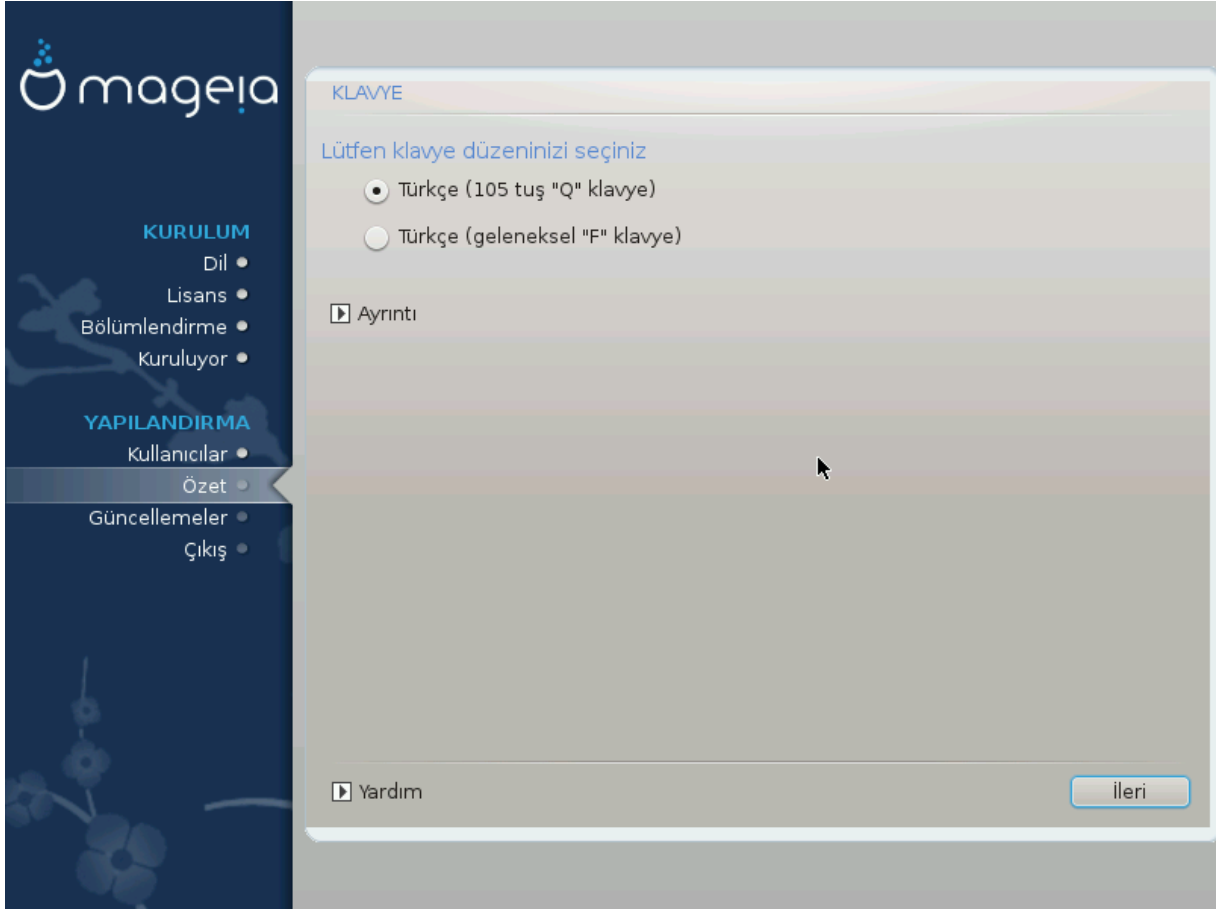 mageia
KURULUM
Dil
Lisans
Bölümlendirme
Kuruluyor
YAPILANDIRMA
Kullanıcılar
Özet
Güncellemeler
Çıkış
KLAVYE
Lütfen klavye düzeninizi seçiniz
Türkçe (105 tuş "Q" klavye)
Türkçe (geleneksel "F" klavye)
Ayrıntı
Yardım
İleri